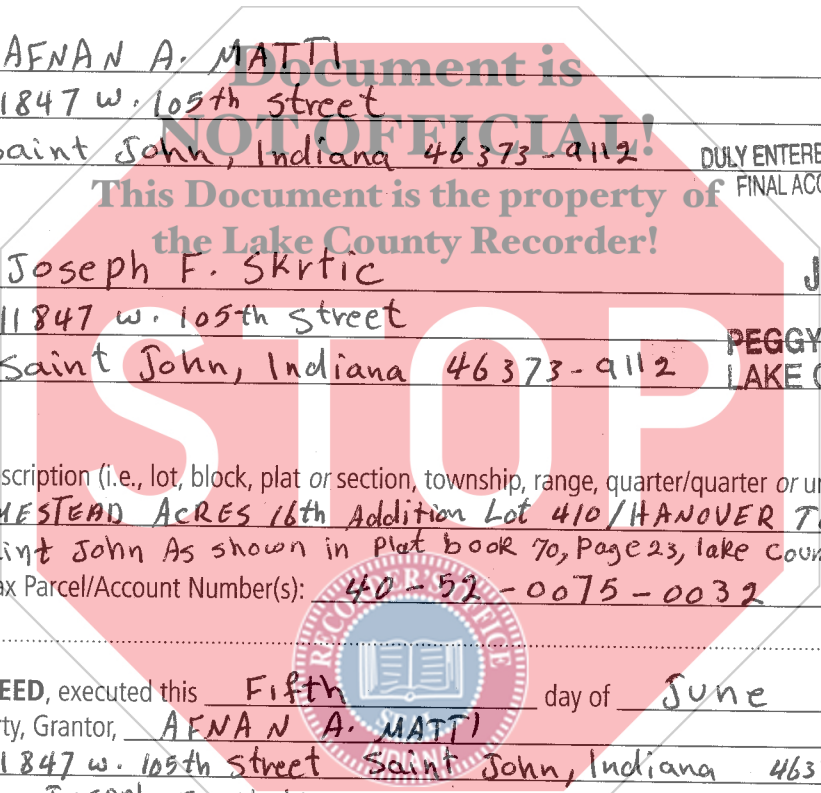 AFNAN A. MATTI
Document is
1847 W. 105th street
NOT OFFICIAL!
Saint John, Indiana 46373-9112
DULY ENTERE
This Document is the property of
FINAL ACC
the Lake County Recorder!
Joseph F. Skrtic
J
11847 W. 105th Street
STOP
PEGGY
Saint John, Indiana 46373-9112
LAKE C
scription (i.e., lot, block, plat or section, township, range, quarter/quarter or un
MESTEAD ACRES 16th Addition Lot 410/HANOVER T
int John As shown in Plat book 70, Page 23, lake Coun
ax Parcel/Account Number(s): 40-52-0075-0032
RECORDER'S OFFICE
EED, executed this Fifth day of June
rty, Grantor, AFNAN A. MATTI
1847 W. 105th Street Saint John, Indiana 463